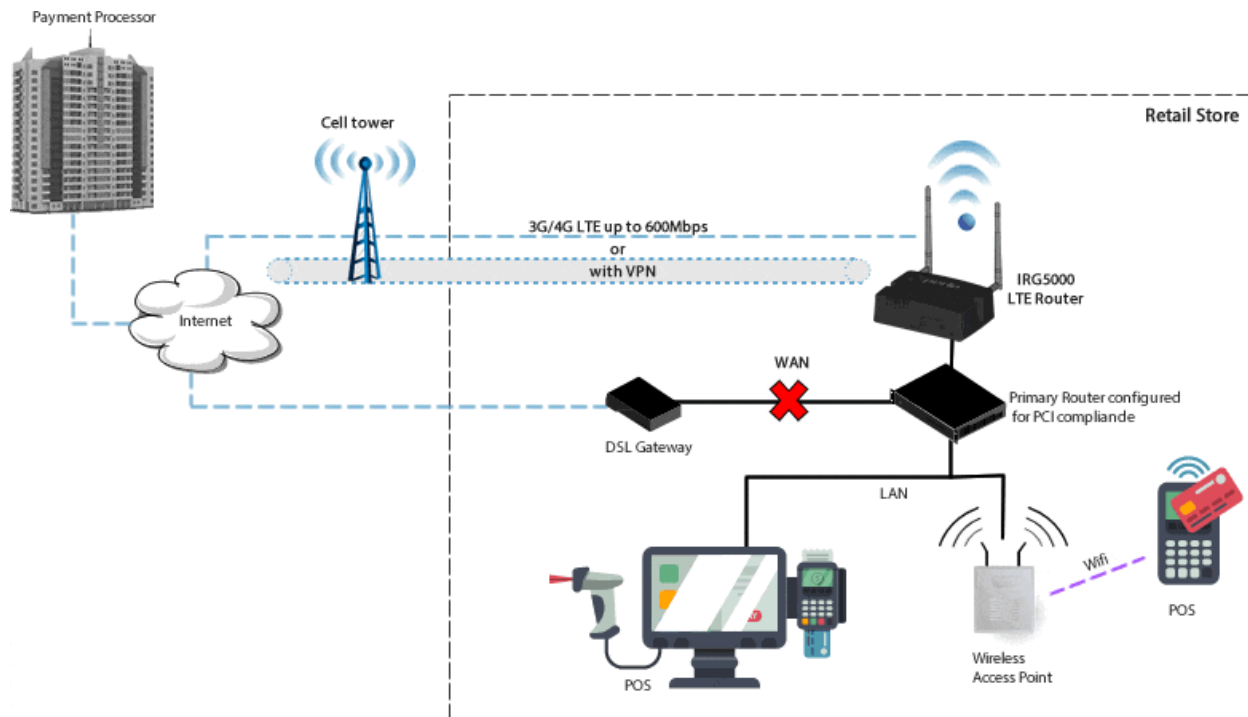 Payment Processor
Retail Store
Cell tower
3G/4G LTE up to 600Mbps
or
with VPN
IRG5000
LTE Router
Internet
WAN
Primary Router configured
for PCI compliande
DSL Gateway
LAN
Wifi
POS
Wireless
Access Point
POS